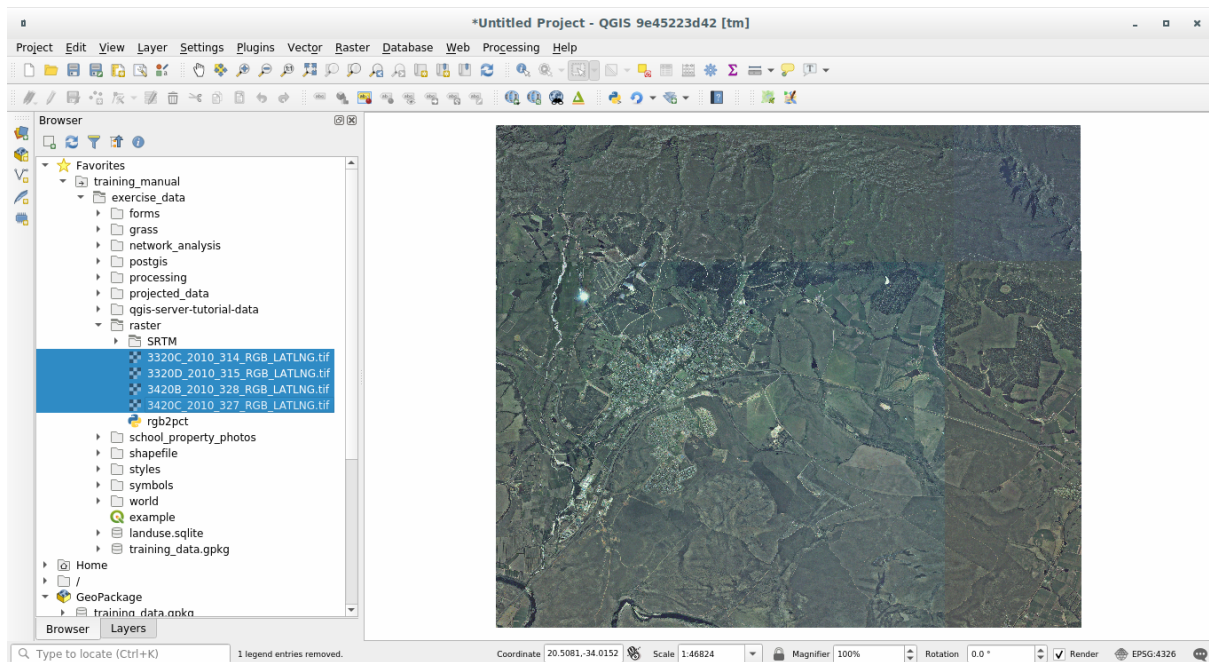 *Untitled Project - QGIS 9e45223d42 [tm]
Project Edit View Layer Settings Plugins Vector Raster Database Web Processing Help
Browser
Favorites
training_manual
exercise_data
forms
grass
network_analysis
postgis
processing
projected_data
qgis-server-tutorial-data
raster
SRTM
3320C_2010_314_RGB_LATLNG.tif
3320D_2010_315_RGB_LATLNG.tif
3420B_2010_328_RGB_LATLNG.tif
3420C_2010_327_RGB_LATLNG.tif
rgb2pct
school_property_photos
shapefile
styles
symbols
world
example
landuse.sqlite
training_data.gpkg
Home
/
GeoPackage
training_data.gpkg
Browser Layers
Type to locate (Ctrl+K) 1 legend entries removed. Coordinate 20.5081,-34.0152 Scale 1:46824 Magnifier 100% Rotation 0.0 ° Render EPSG:4326